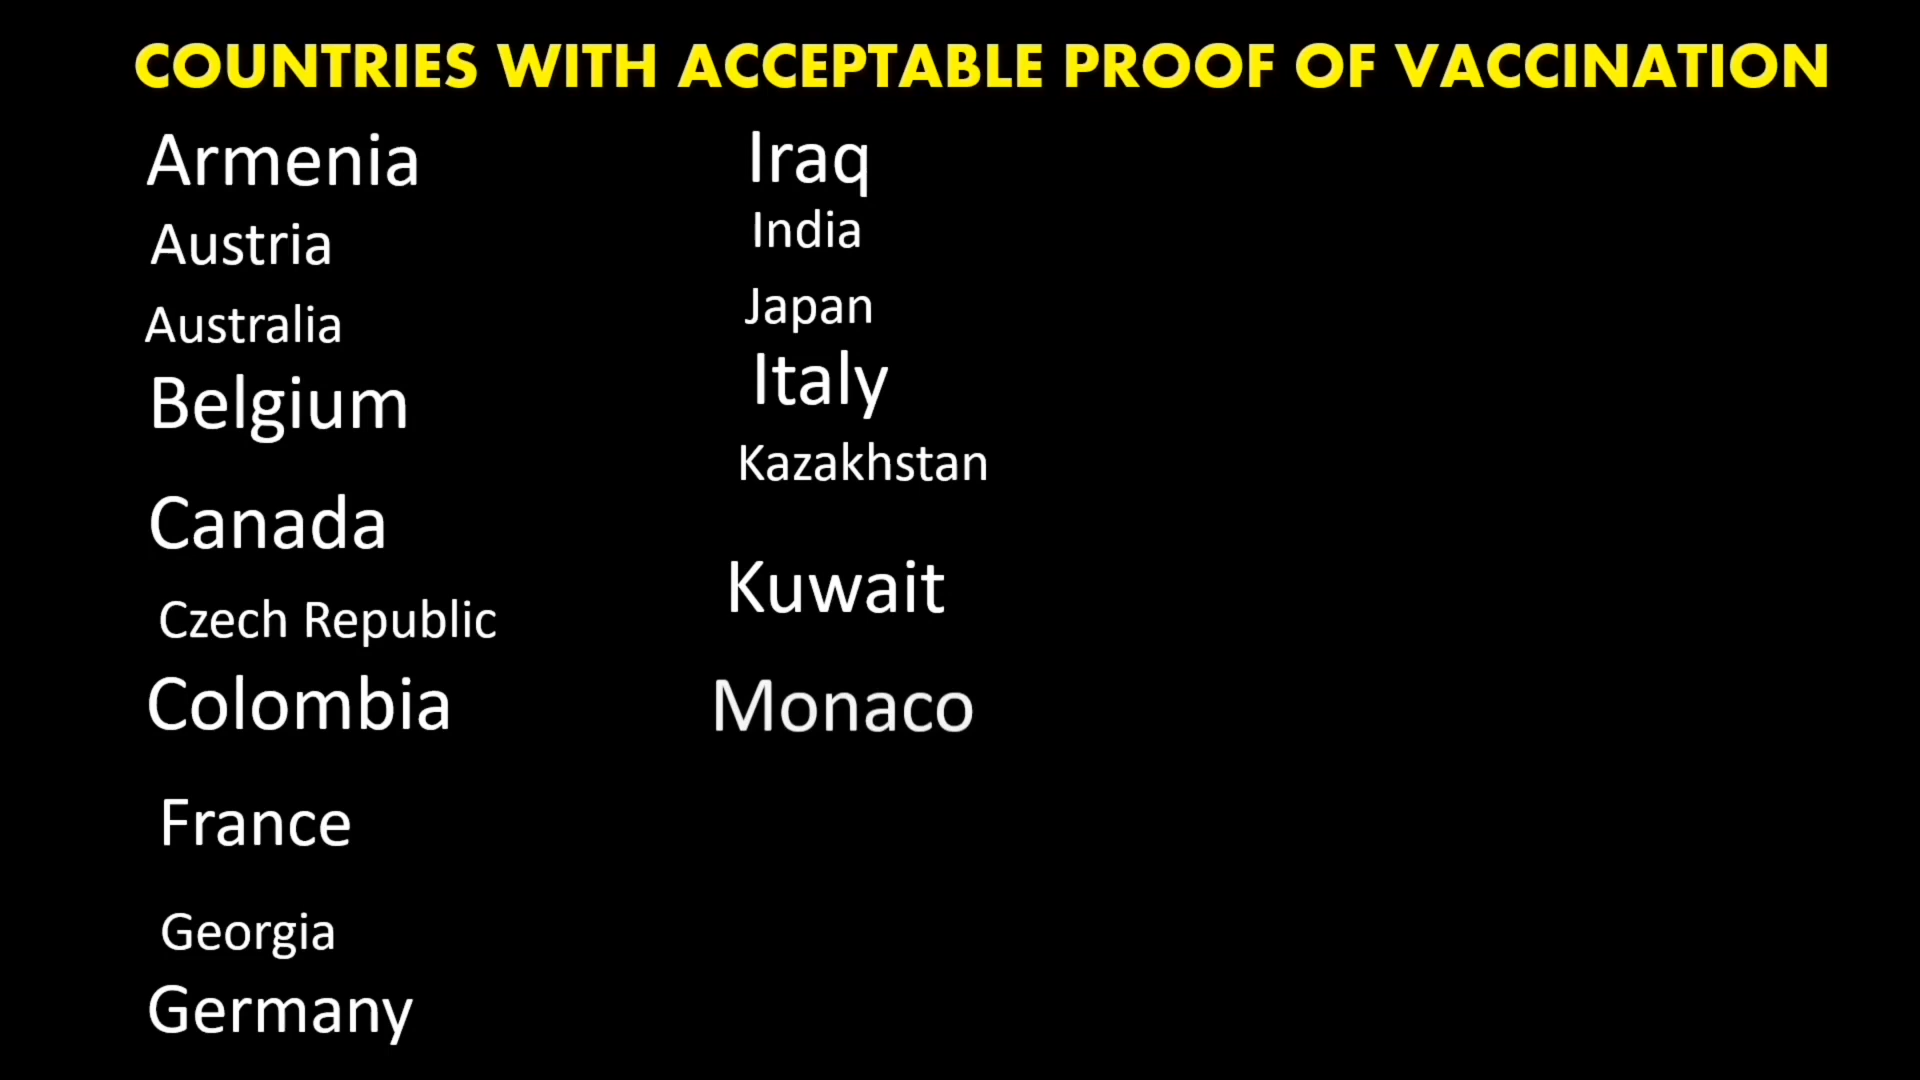 COUNTRIES WITH ACCEPTABLE PROOF OF VACCINATION
Armenia
Austria
Australia
Belgium
Canada
Czech Republic
Colombia
France
Georgia
Germany
Iraq
India
Japan
Italy
Kazakhstan
Kuwait
Monaco